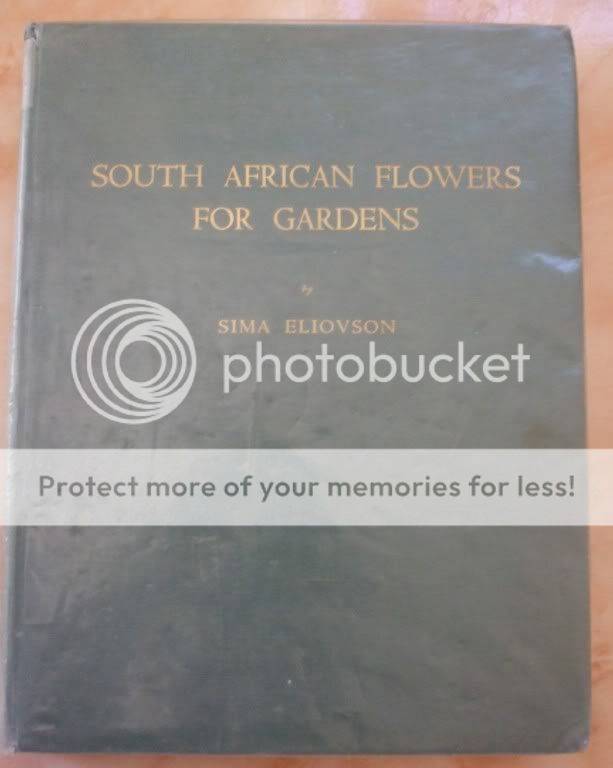 SOUTH AFRICAN FLOWERS
FOR GARDENS
by
SIMA ELIOVSON
photobucket
Protect more of your memories for less!